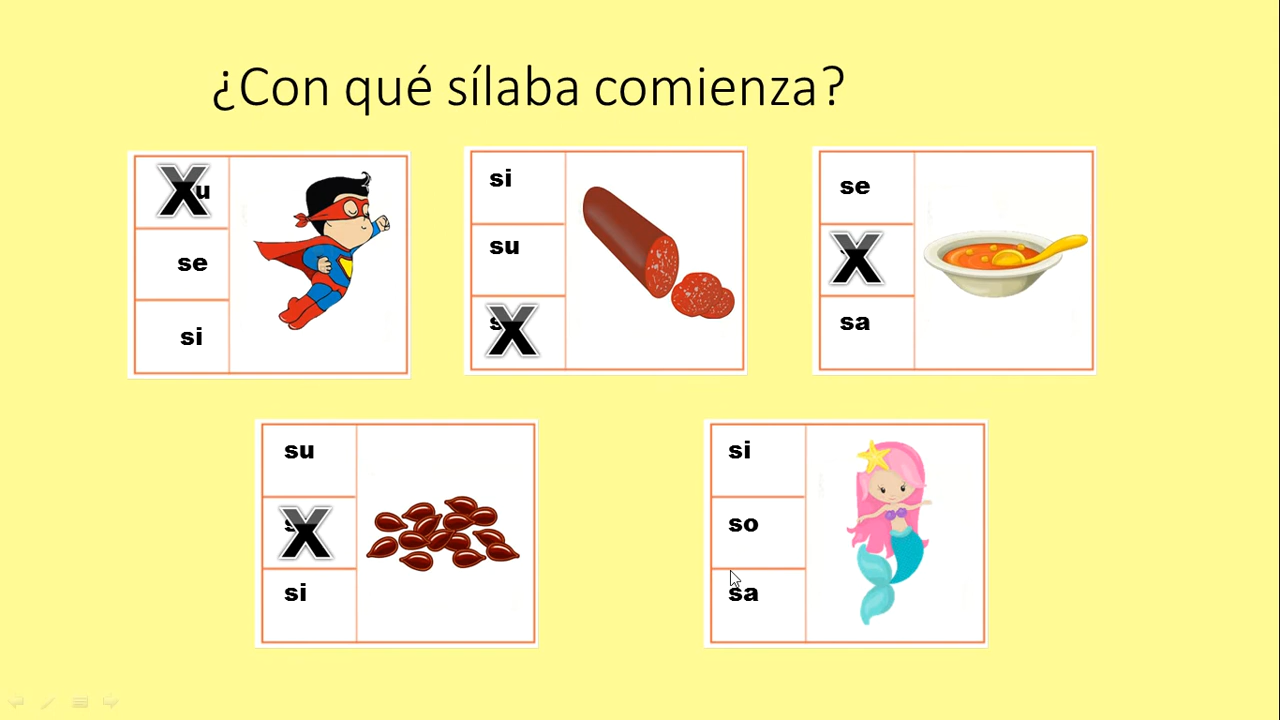 ¿Con qué sílaba comienza?
u
se
si
si
su
s
se
sa
su
s
si
si
so
sa